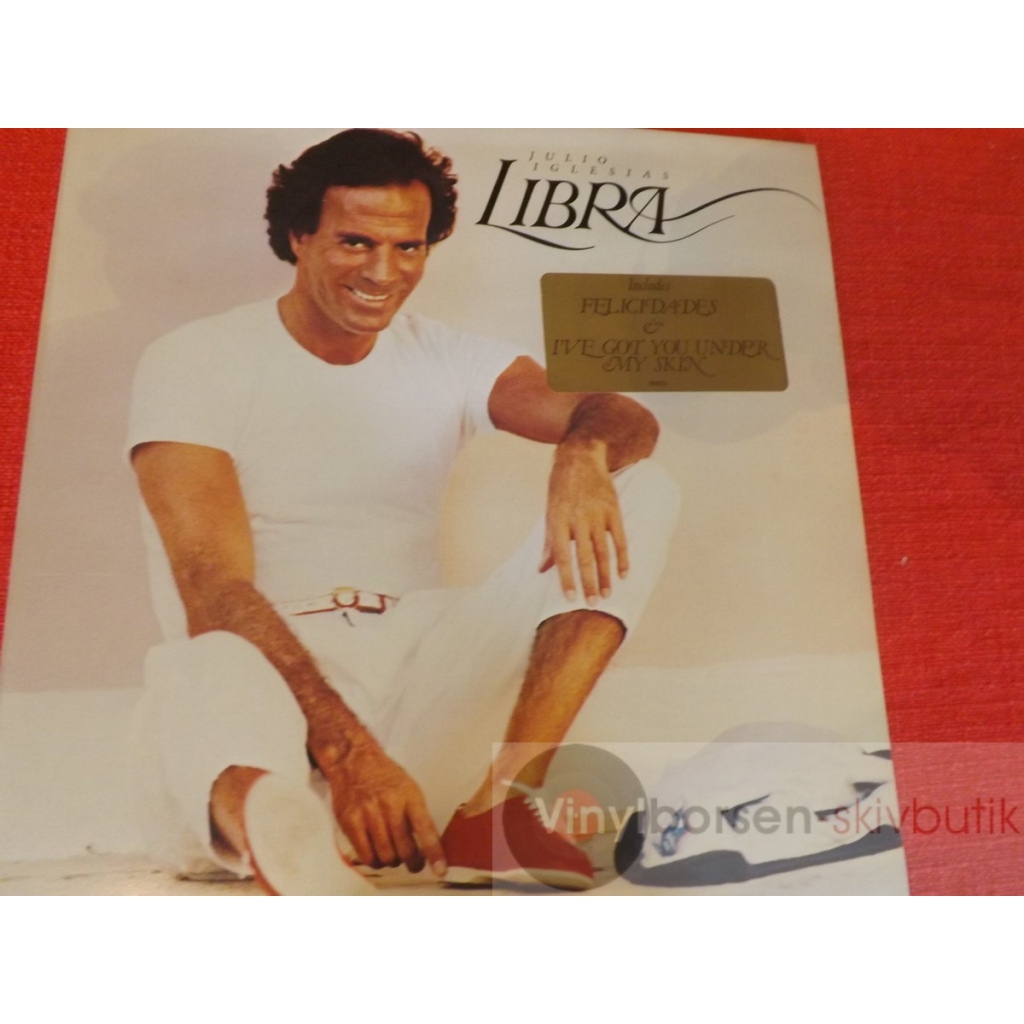 JULIO
IGLESIAS
LIBRA
Includes
FELICIDADES
&
I'VE GOT YOU UNDER
MY SKIN
Vinylborsen-skivbutik